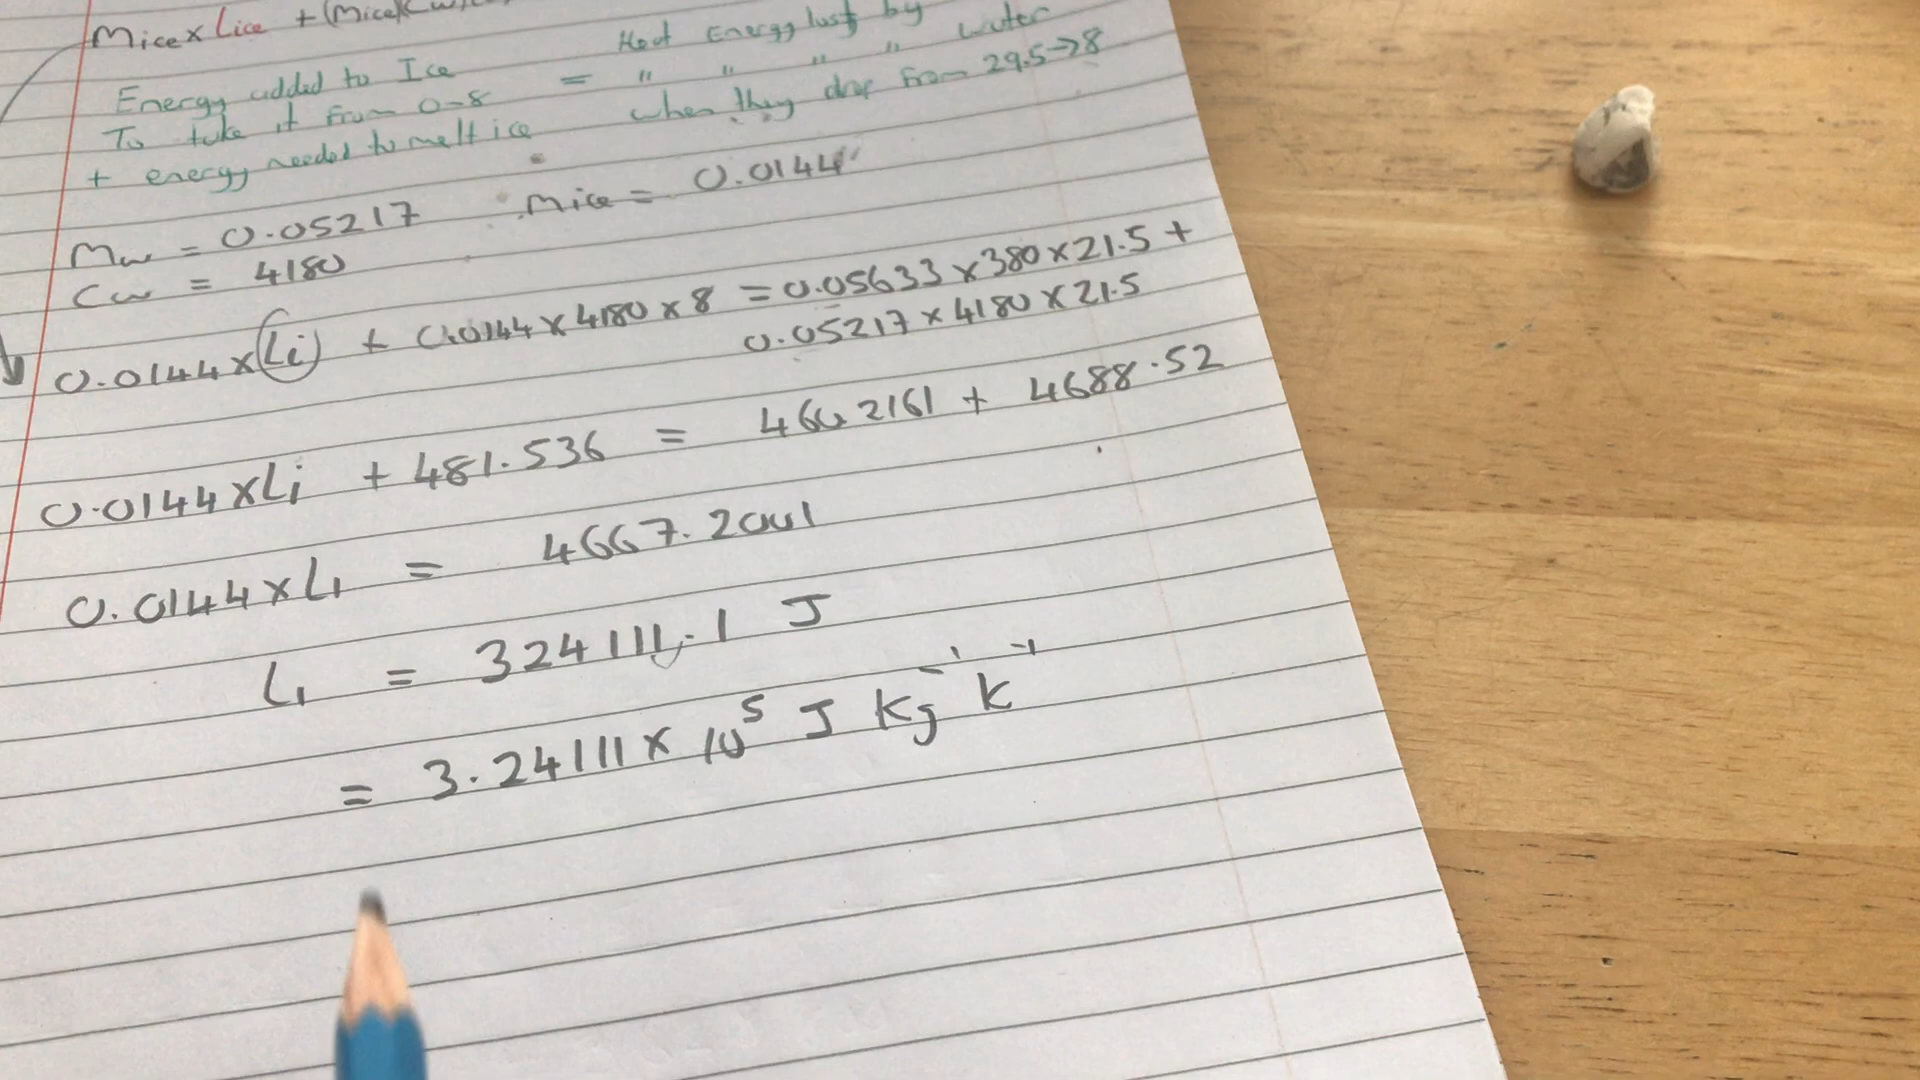 Mice x Lice + (Mice)(Cw)
Energy added to Ice = Heat Energy lost by
To take it from 0-8 " " " " Water
+ energy needed to melt ice when they drop from 29.5→8
Mw = 0.05217 Mice = 0.0144
Cw = 4180
0.0144 x (Li) + 0.0144 x 4180 x 8 = 0.05633 x 380 x 21.5 +
0.05217 x 4180 x 21.5
0.0144 x Li + 481.536 = 460.2161 + 4688.52
0.0144 x Li = 4667.2001
Li = 324111.1 J
= 3.24111 x 10⁵ J Kg⁻¹ K⁻¹